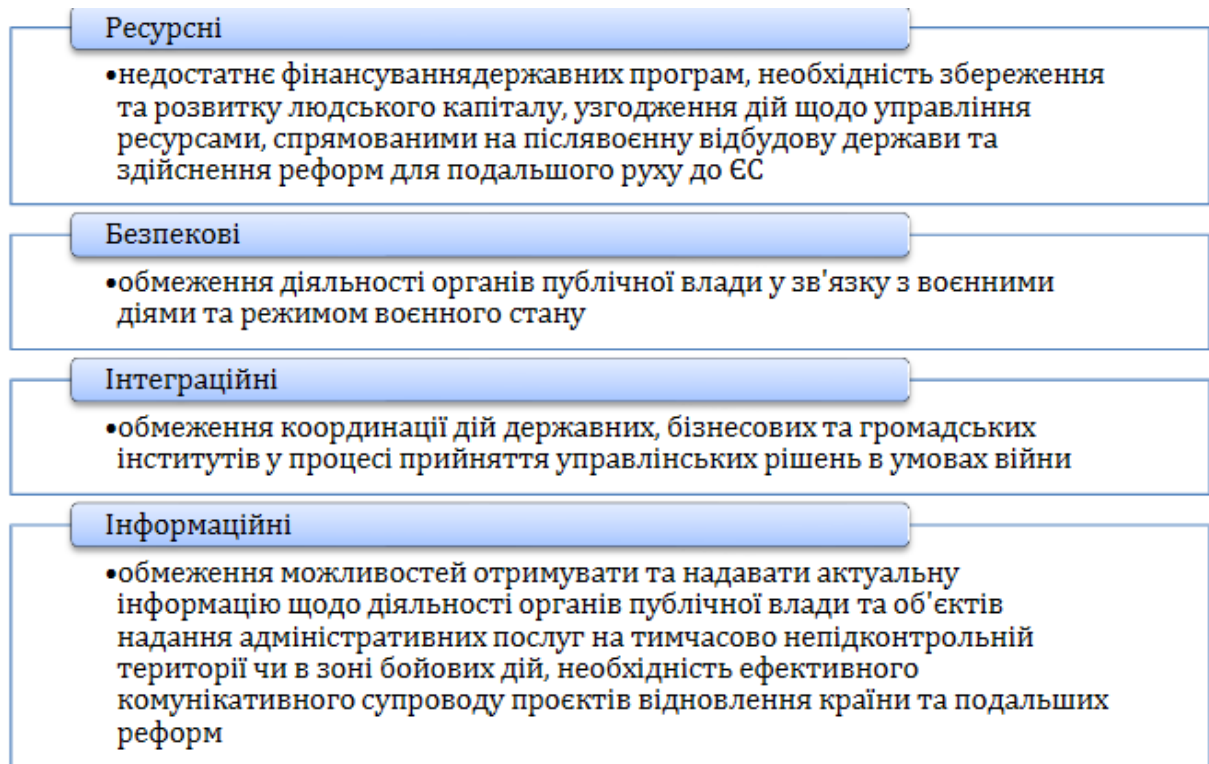 Ресурсні
•недостатнє фінансуваннядержавних програм, необхідність збереження
та розвитку людського капіталу, узгодження дій щодо управління
ресурсами, спрямованими на післявоєнну відбудову держави та
здійснення реформ для подальшого руху до ЄС
Безпекові
•обмеження діяльності органів публічної влади у зв'язку з воєнними
діями та режимом воєнного стану
Інтеграційні
•обмеження координації дій державних, бізнесових та громадських
інститутів у процесі прийняття управлінських рішень в умовах війни
Інформаційні
•обмеження можливостей отримувати та надавати актуальну
інформацію щодо діяльності органів публічної влади та об'єктів
надання адміністративних послуг на тимчасово непідконтрольній
території чи в зоні бойових дій, необхідність ефективного
комунікативного супроводу проєктів відновлення країни та подальших
реформ